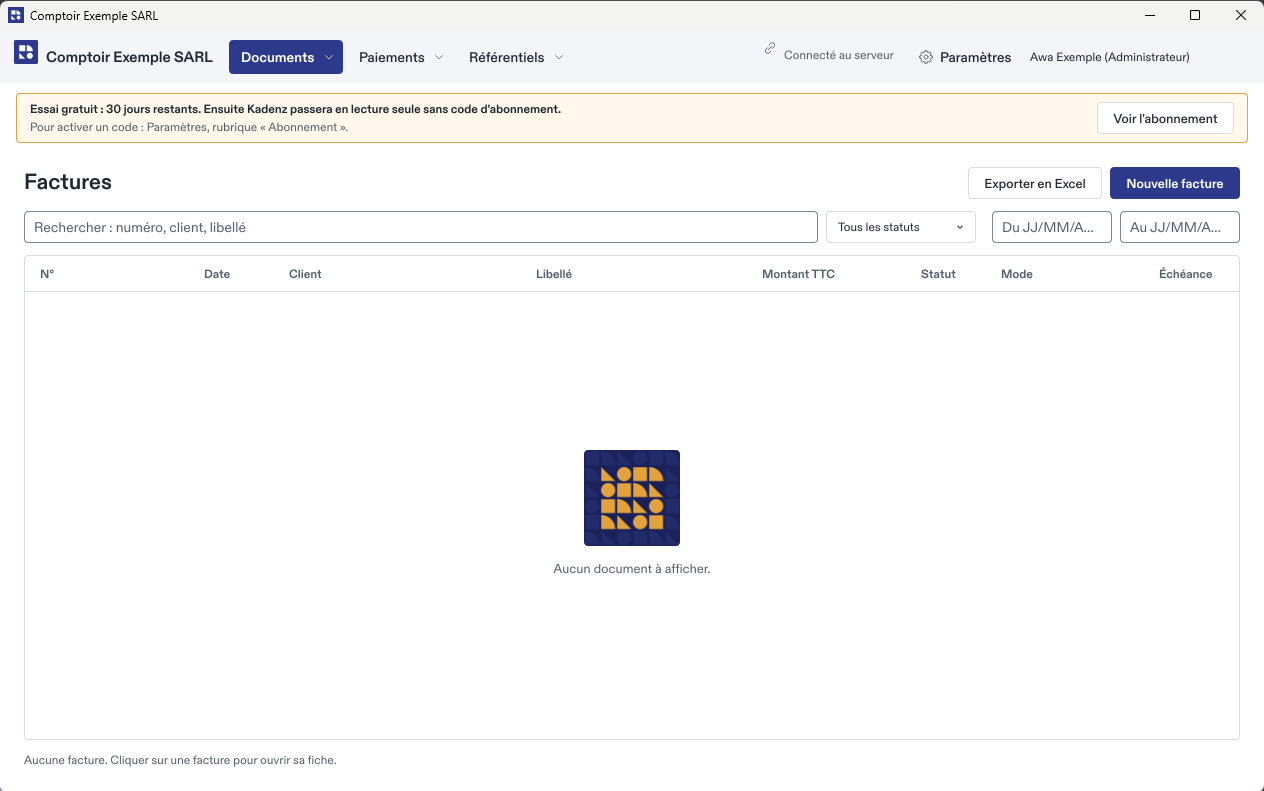 Comptoir Exemple SARL
Comptoir Exemple SARL Documents Paiements Référentiels Connecté au serveur Paramètres Awa Exemple (Administrateur)
Essai gratuit : 30 jours restants. Ensuite Kadenz passera en lecture seule sans code d'abonnement.
Pour activer un code : Paramètres, rubrique « Abonnement ».
Voir l'abonnement
Factures
Exporter en Excel Nouvelle facture
Rechercher : numéro, client, libellé Tous les statuts Du JJ/MM/A... Au JJ/MM/A...
N° Date Client Libellé Montant TTC Statut Mode Échéance
Aucun document à afficher.
Aucune facture. Cliquer sur une facture pour ouvrir sa fiche.